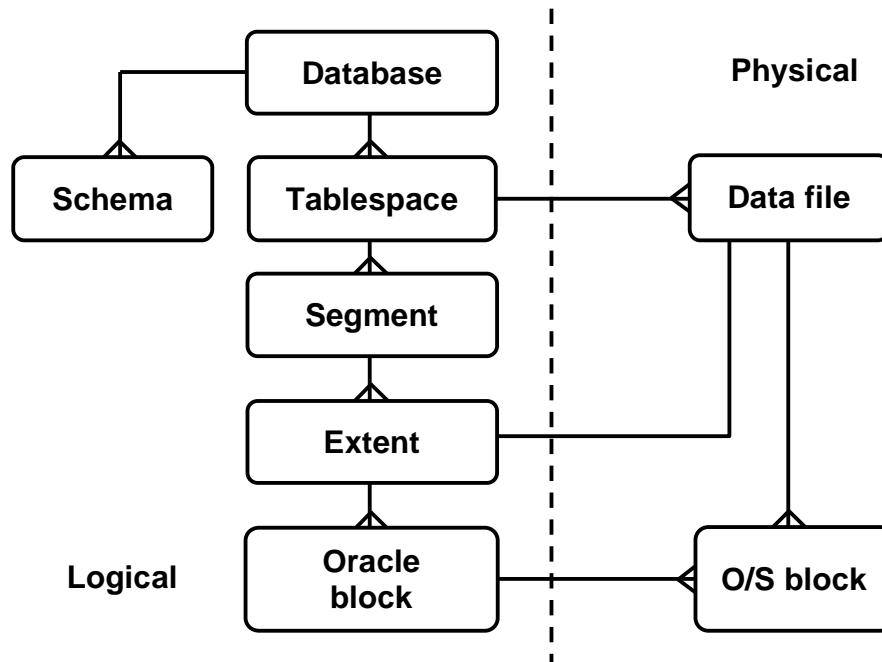 Database
Physical
Schema
Tablespace
Data file
Segment
Extent
Logical
Oracle
block
O/S block